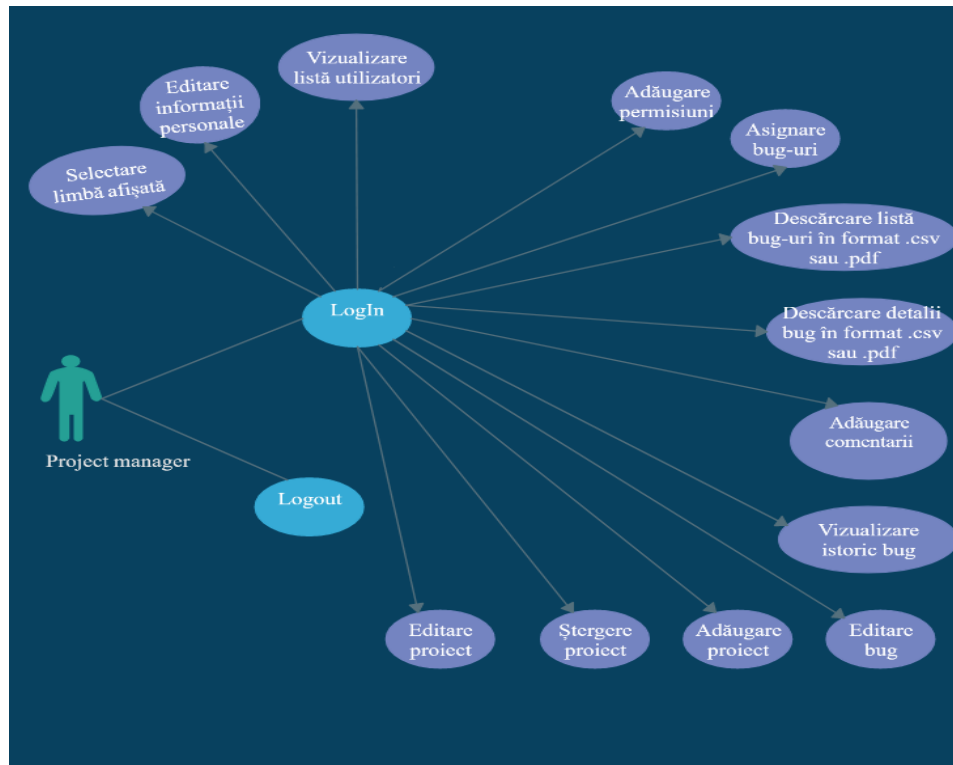 Vizualizare
listă utilizatori
Editare
informații
personale
Selectare
limbă afișată
Adăugare
permisiuni
Asignare
bug-uri
Descărcare listă
bug-uri în format .csv
sau .pdf
LogIn
Descărcare detalii
bug în format .csv
sau .pdf
Adăugare
comentarii
Project manager
Logout
Vizualizare
istoric bug
Editare
proiect
Ștergere
proiect
Adăugare
proiect
Editare
bug